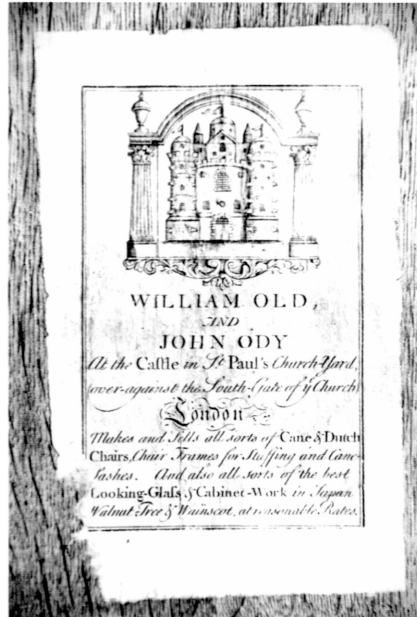 WILLIAM OLD,
AND
JOHN ODY
At the Caſtle in St. Paul's Church-Yard,
(over-against the South-Gate of ye Church)
London
Makes and Sells all sorts of Cane & Dutch
Chairs, Chair Frames for Stuffing and Cane-
Sashes. And also all sorts of the best
Looking-Glaſs & Cabinet-Work in Japan
Walnut-Tree & Wainscot, at reasonable Rates.